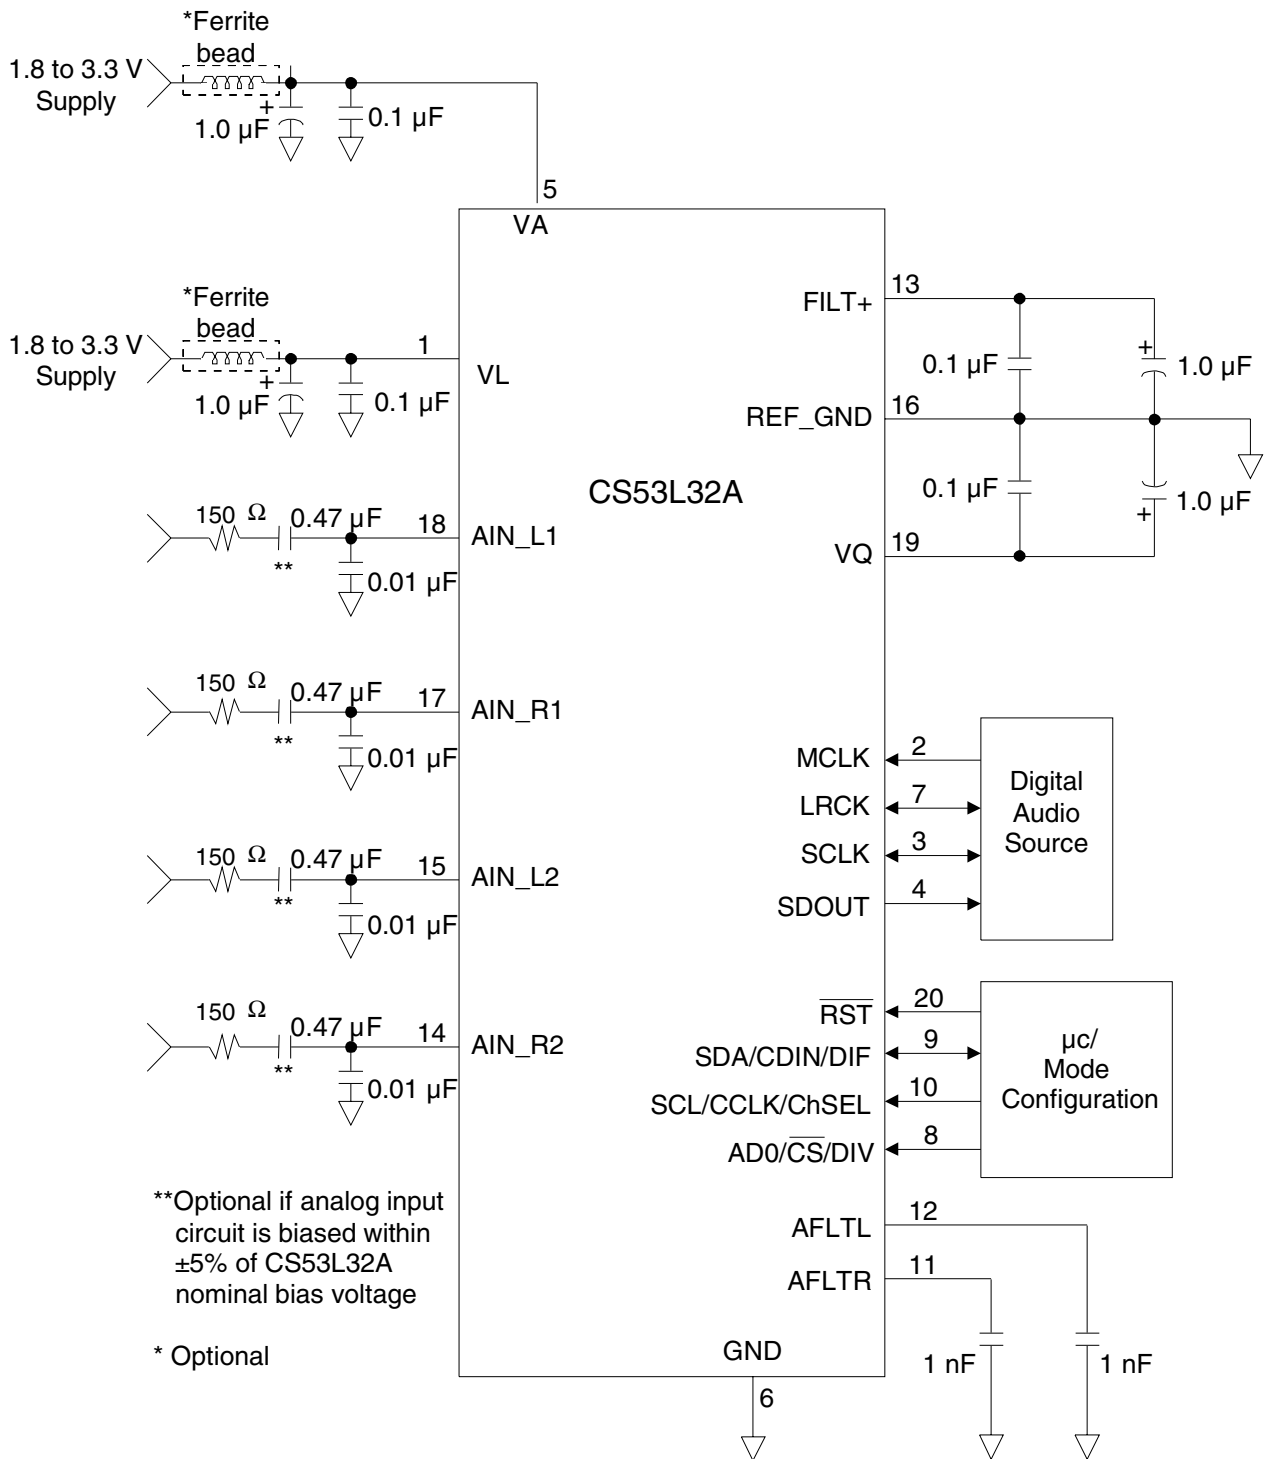 *Ferrite
bead
1.8 to 3.3 V
Supply
+
1.0 µF
0.1 µF
5
VA
*Ferrite
bead
1.8 to 3.3 V
Supply
+
1.0 µF
0.1 µF
1
VL
13
FILT+
0.1 µF
+
1.0 µF
16
REF_GND
CS53L32A
0.1 µF
+
1.0 µF
19
VQ
150 Ω
0.47 µF
**
18
AIN_L1
0.01 µF
150 Ω
0.47 µF
**
17
AIN_R1
0.01 µF
150 Ω
0.47 µF
**
15
AIN_L2
0.01 µF
150 Ω
0.47 µF
**
14
AIN_R2
0.01 µF
MCLK
2
LRCK
7
SCLK
3
SDOUT
4
Digital
Audio
Source
RST
20
SDA/CDIN/DIF
9
SCL/CCLK/ChSEL
10
AD0/CS/DIV
8
µc/
Mode
Configuration
AFLTL
12
AFLTR
11
1 nF
1 nF
GND
6
**Optional if analog input
circuit is biased within
±5% of CS53L32A
nominal bias voltage
* Optional